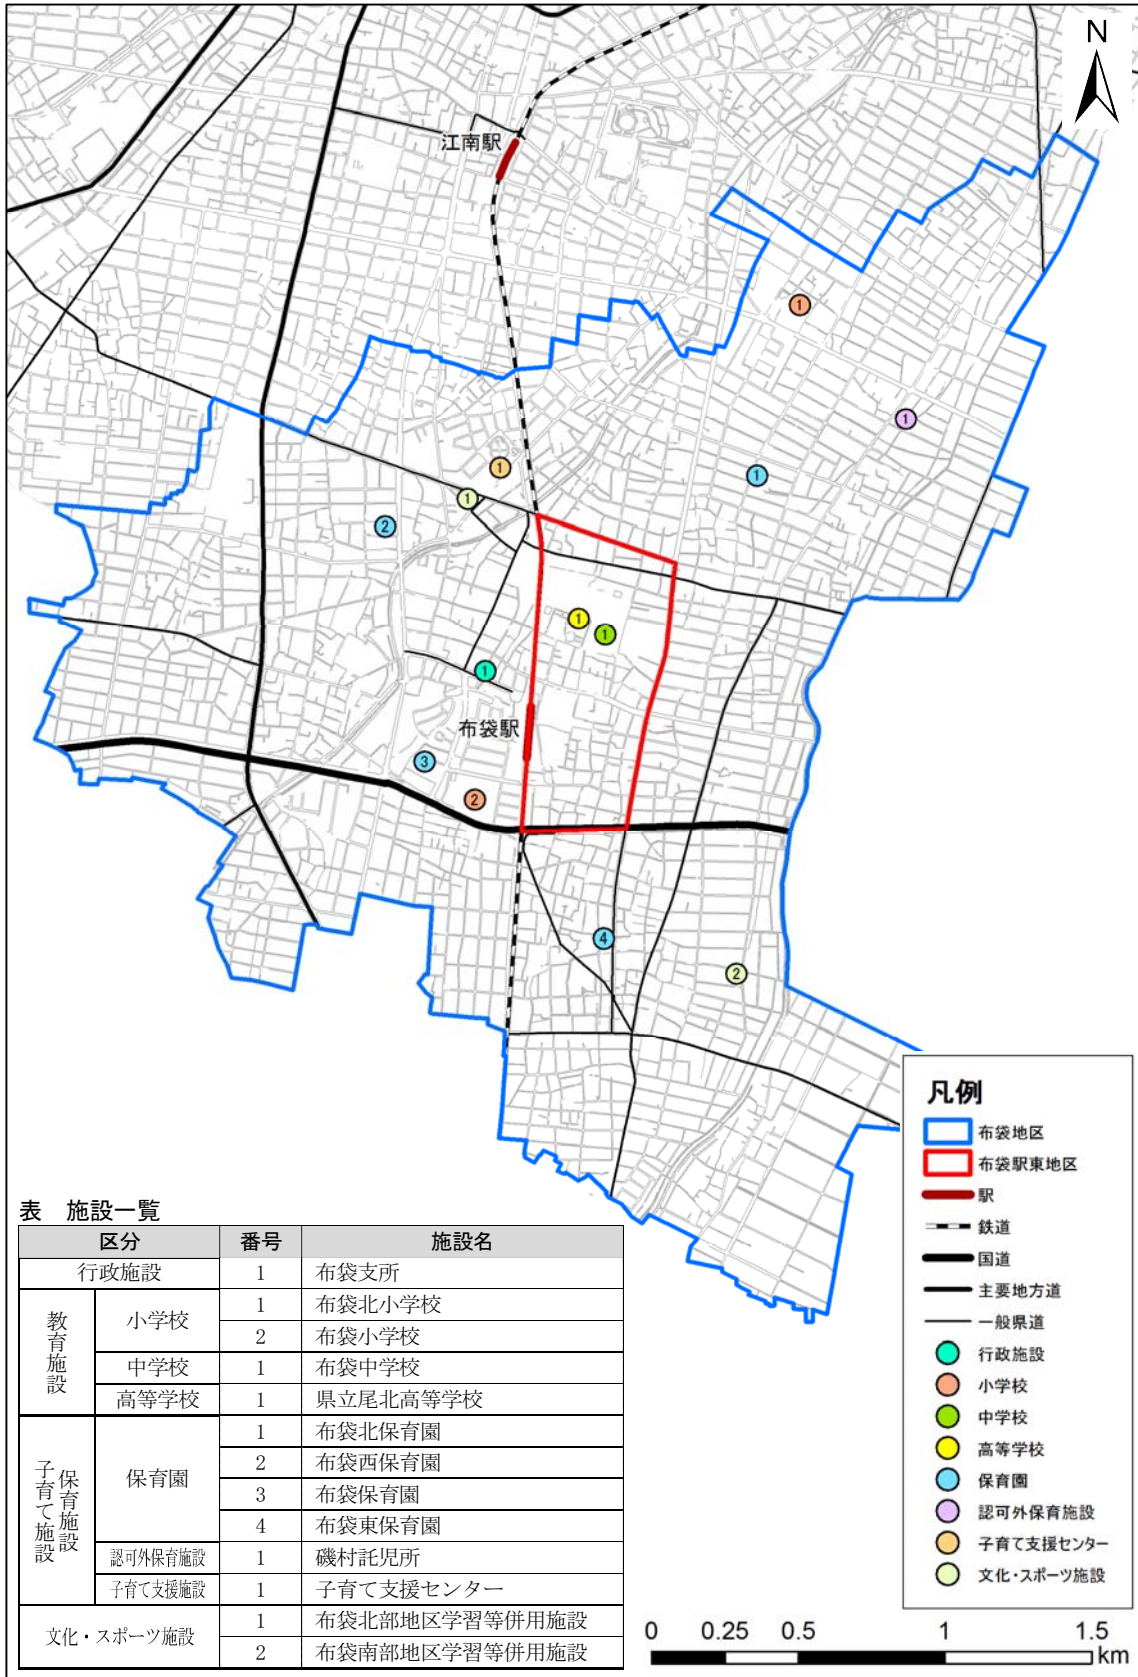 N
江南駅
1
1
1
1
1
2
1
1
1
布袋駅
3
2
4
2
凡例
布袋地区
布袋駅東地区
駅
鉄道
国道
主要地方道
一般県道
行政施設
小学校
中学校
高等学校
保育園
認可外保育施設
子育て支援センター
文化・スポーツ施設
表 施設一覧
区分 番号 施設名
行政施設 1 布袋支所
教育施設 小学校 1 布袋北小学校
2 布袋小学校
中学校 1 布袋中学校
高等学校 1 県立尾北高等学校
保育施設 子育て施設 保育園 1 布袋北保育園
2 布袋西保育園
3 布袋保育園
4 布袋東保育園
認可外保育施設 1 磯村託児所
子育て支援施設 1 子育て支援センター
文化・スポーツ施設 1 布袋北部地区学習等併用施設
2 布袋南部地区学習等併用施設
0 0.25 0.5 1 1.5
km